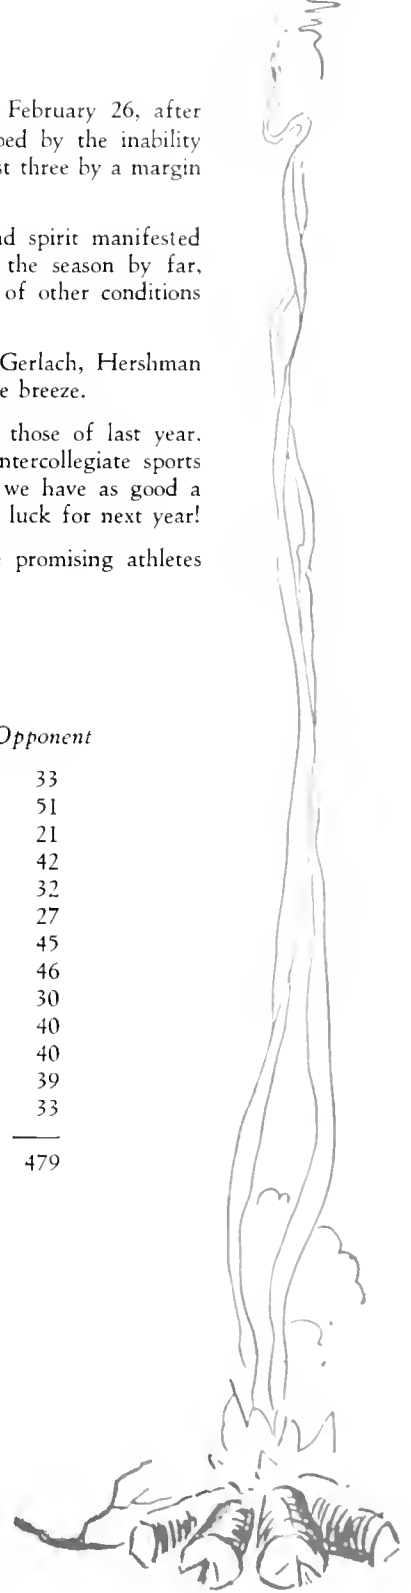 February 26, after
ped by the inability
st three by a margin
nd spirit manifested
the season by far,
of other conditions
Gerlach, Hershman
e breeze.
those of last year.
ntercollegiate sports
we have as good a
luck for next year!
promising athletes
Opponent
33
51
21
42
32
27
45
46
30
40
40
39
33
479